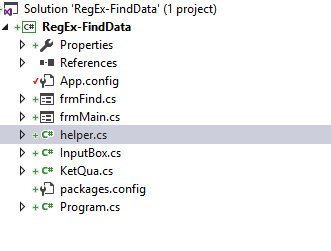 Solution 'RegEx-FindData' (1 project)
C# RegEx-FindData
Properties
References
App.config
frmFind.cs
frmMain.cs
C# helper.cs
C# InputBox.cs
C# KetQua.cs
packages.config
C# Program.cs